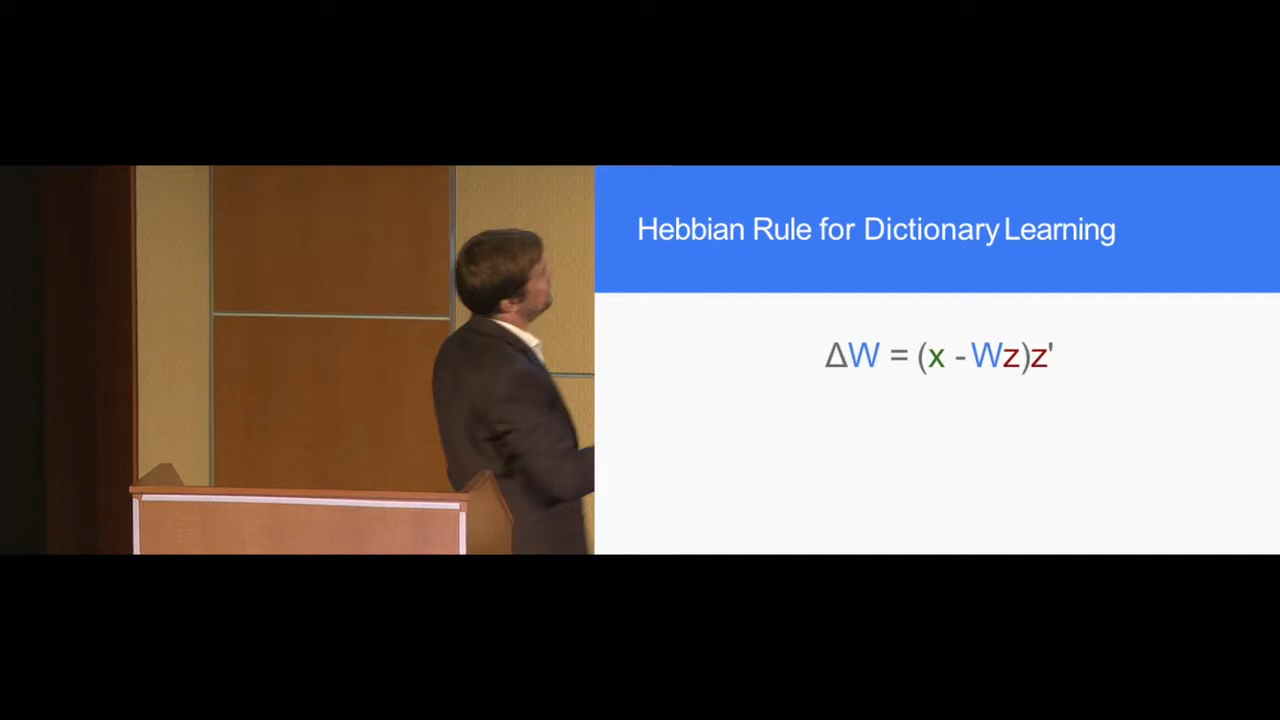 Hebbian Rule for Dictionary Learning
ΔW = (x - Wz)z'